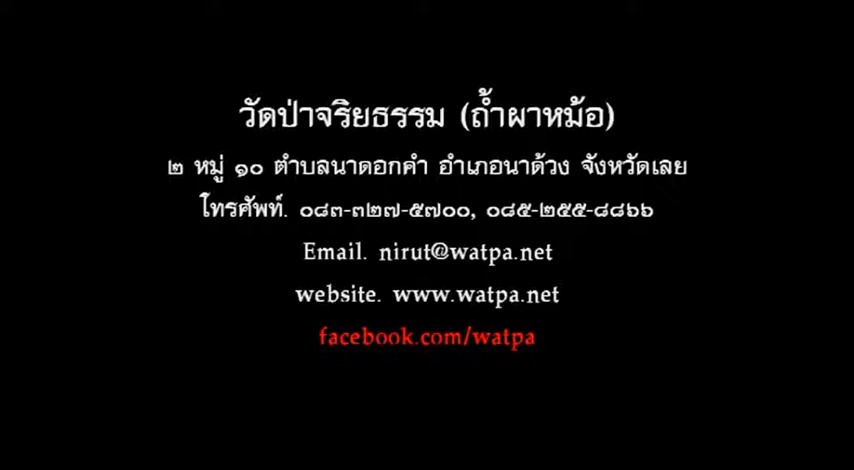 วัดป่าจริยธรรม (ถ้ำผาหม้อ)
๒ หมู่ ๑๐ ตำบลนาดอกคำ อำเภอนาด้วง จังหวัดเลย
โทรศัพท์. ๐๘๓-๓๒๗-๕๗๐๐, ๐๘๕-๒๕๕-๘๘๖๖
Email. nirut@watpa.net
website. www.watpa.net
facebook.com/watpa